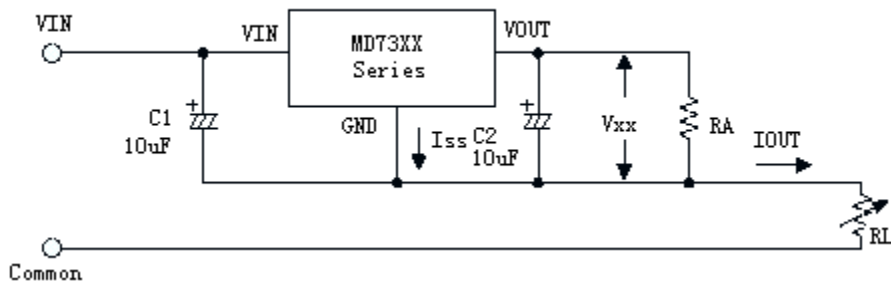 VIN
VIN
MD73XX
Series
VOUT
C1
10uF
GND
Iss
C2
10uF
Vxx
RA
IOUT
RL
Common